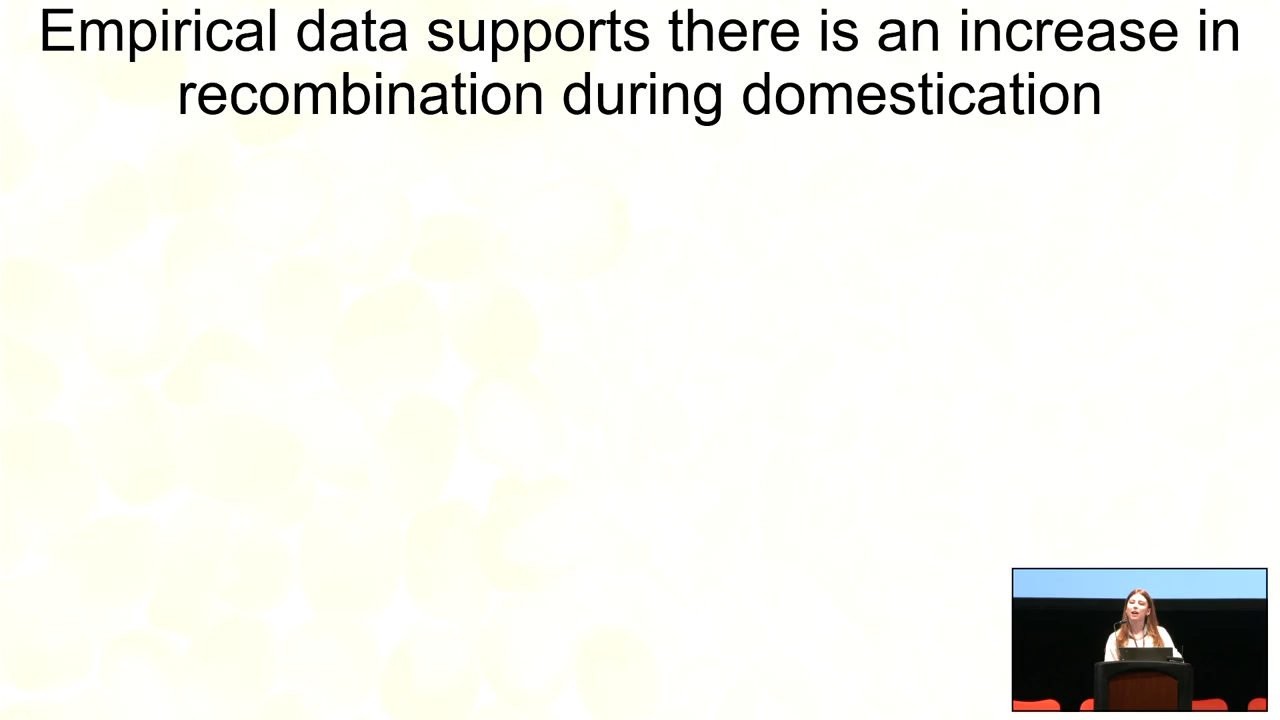 Empirical data supports there is an increase in
recombination during domestication